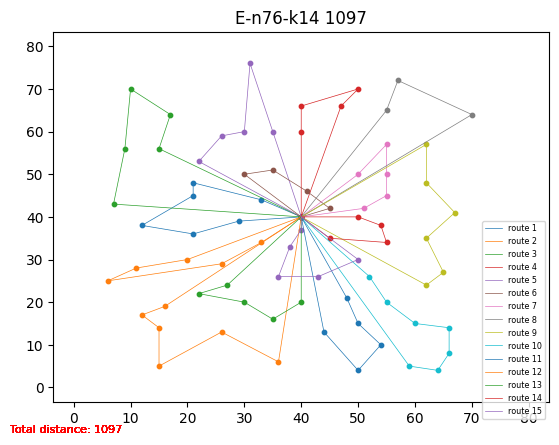 E-n76-k14 1097
80
70
60
50
40
30
20
10
0
0 10 20 30 40 50 60 70 80
route 1
route 2
route 3
route 4
route 5
route 6
route 7
route 8
route 9
route 10
route 11
route 12
route 13
route 14
route 15
Total distance: 1097